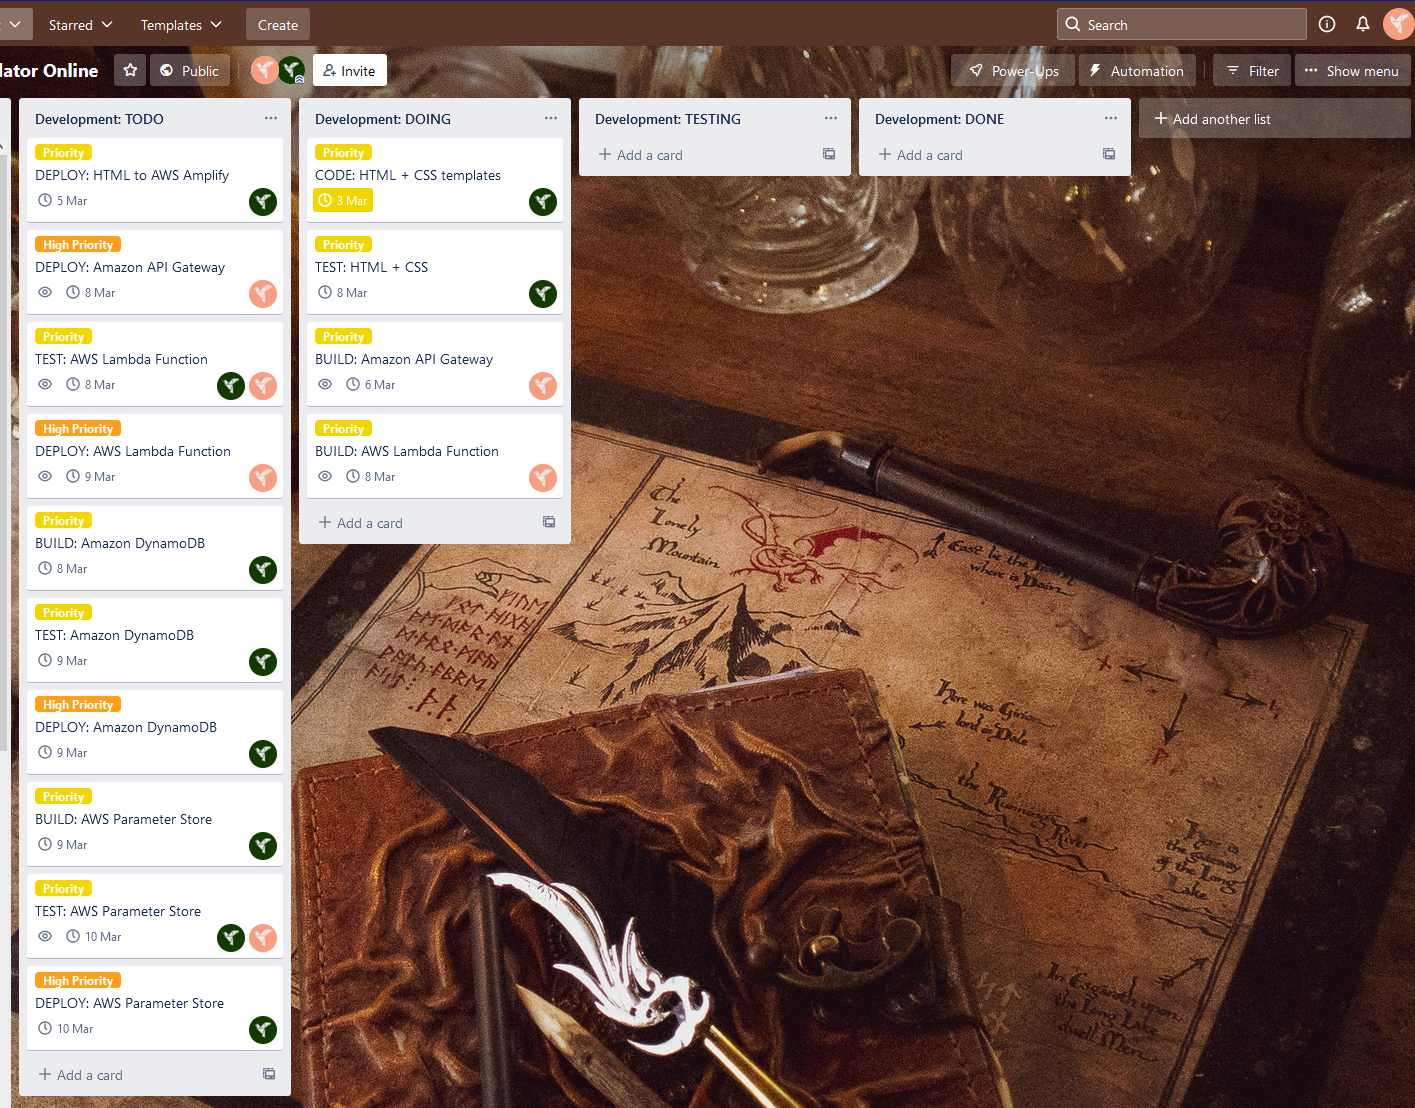 Starred
Templates
Create
Search
lator Online
Public
Invite
Power-Ups
Automation
Filter
Show menu
Development: TODO
Priority
DEPLOY: HTML to AWS Amplify
5 Mar
High Priority
DEPLOY: Amazon API Gateway
8 Mar
Priority
TEST: AWS Lambda Function
8 Mar
High Priority
DEPLOY: AWS Lambda Function
9 Mar
Priority
BUILD: Amazon DynamoDB
8 Mar
Priority
TEST: Amazon DynamoDB
9 Mar
High Priority
DEPLOY: Amazon DynamoDB
9 Mar
Priority
BUILD: AWS Parameter Store
9 Mar
Priority
TEST: AWS Parameter Store
10 Mar
High Priority
DEPLOY: AWS Parameter Store
10 Mar
+ Add a card
Development: DOING
Priority
CODE: HTML + CSS templates
3 Mar
Priority
TEST: HTML + CSS
8 Mar
Priority
BUILD: Amazon API Gateway
6 Mar
Priority
BUILD: AWS Lambda Function
8 Mar
+ Add a card
Development: TESTING
+ Add a card
Development: DONE
+ Add a card
+ Add another list
The
Lonely
Mountain
East lie the
where is Dain
Here was Girion
lord in Dale
the Running
River
Here is
the gateway
of the Long
Lake
In Esgaroth upon
the Long Lake
dwell Men